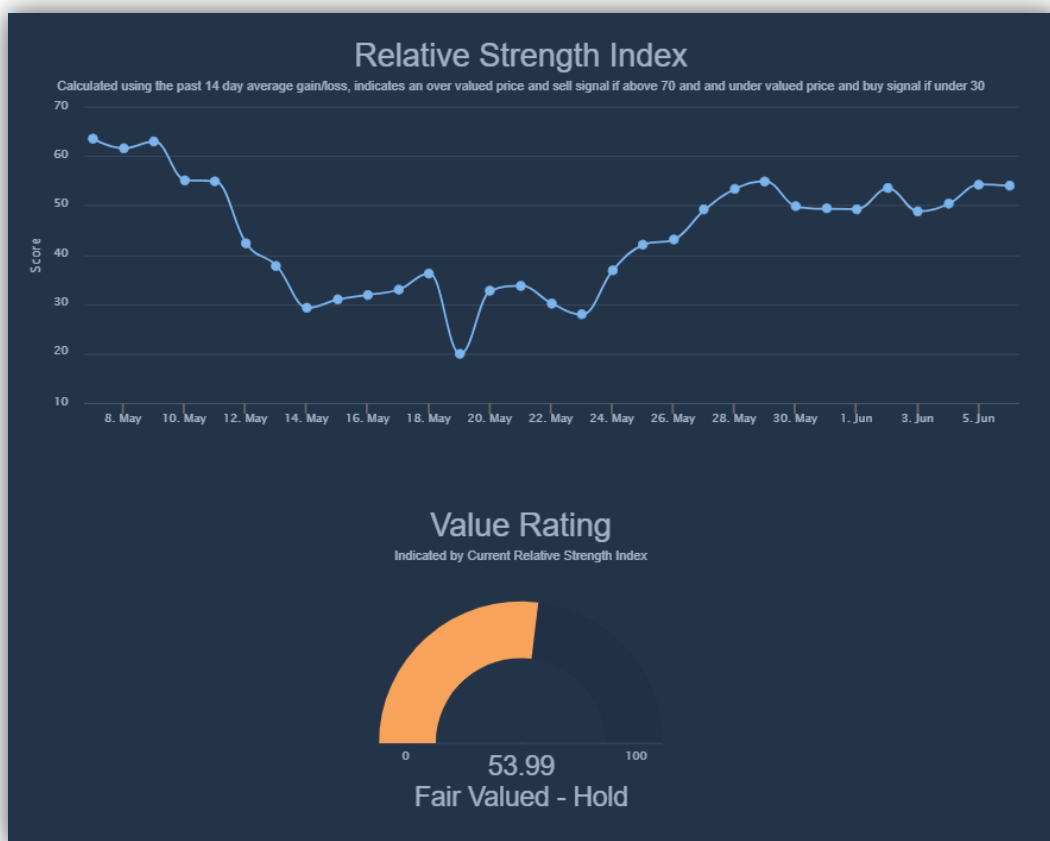 Relative Strength Index
Calculated using the past 14 day average gain/loss, indicates an over valued price and sell signal if above 70 and and under valued price and buy signal if under 30
70
60
50
40
30
20
10
Score
8. May 10. May 12. May 14. May 16. May 18. May 20. May 22. May 24. May 26. May 28. May 30. May 1. Jun 3. Jun 5. Jun
Value Rating
Indicated by Current Relative Strength Index
0 100
53.99
Fair Valued - Hold